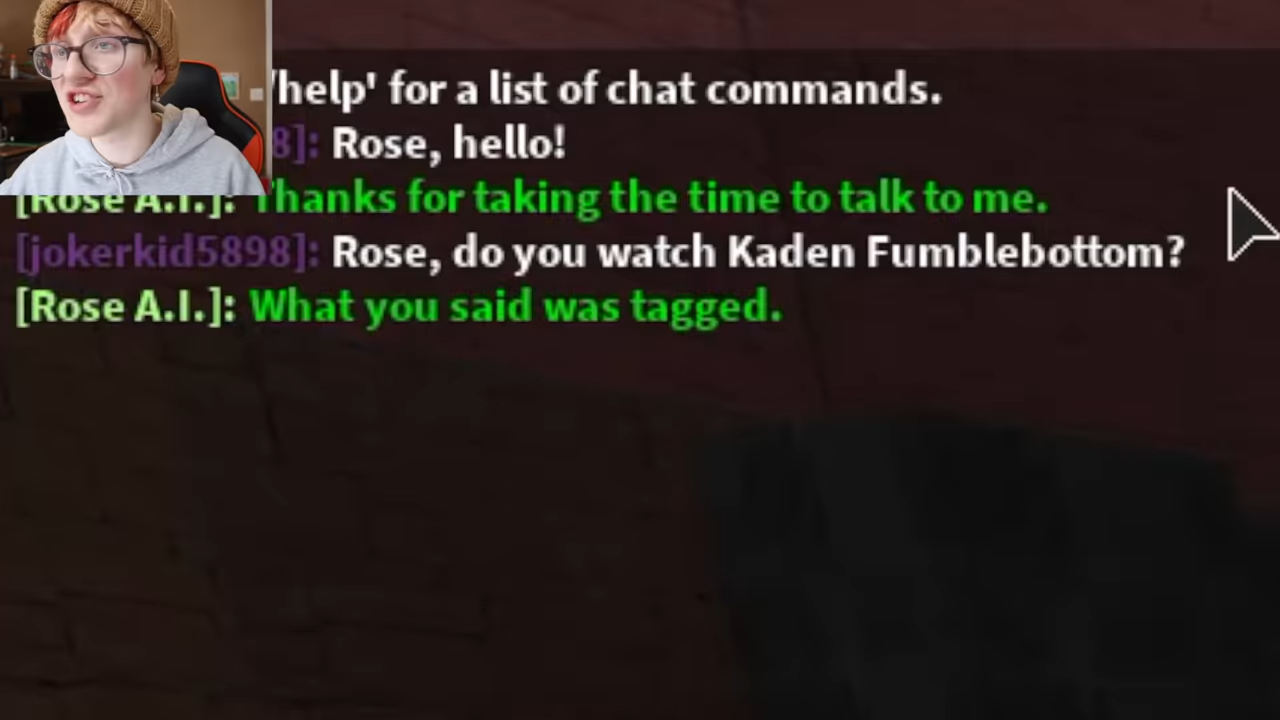 /help' for a list of chat commands.
8]: Rose, hello!
[Rose A.I.]: Thanks for taking the time to talk to me.
[jokerkid5898]: Rose, do you watch Kaden Fumblebottom?
[Rose A.I.]: What you said was tagged.